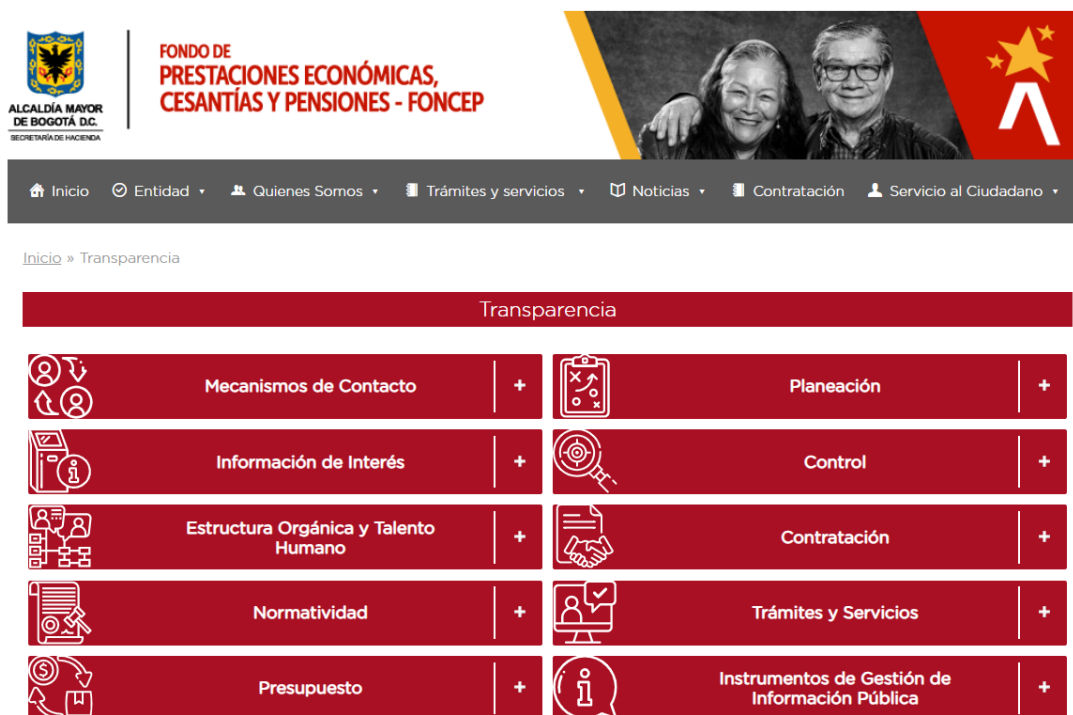 ALCALDÍA MAYOR
DE BOGOTÁ D.C.
SECRETARÍA DE HACIENDA
FONDO DE
PRESTACIONES ECONÓMICAS,
CESANTÍAS Y PENSIONES - FONCEP
Inicio Entidad Quienes Somos Trámites y servicios Noticias Contratación Servicio al Ciudadano
Inicio » Transparencia
Transparencia
Mecanismos de Contacto +
Planeación +
Información de Interés +
Control +
Estructura Orgánica y Talento
Humano +
Contratación +
Normatividad +
Trámites y Servicios +
Presupuesto +
Instrumentos de Gestión de
Información Pública +